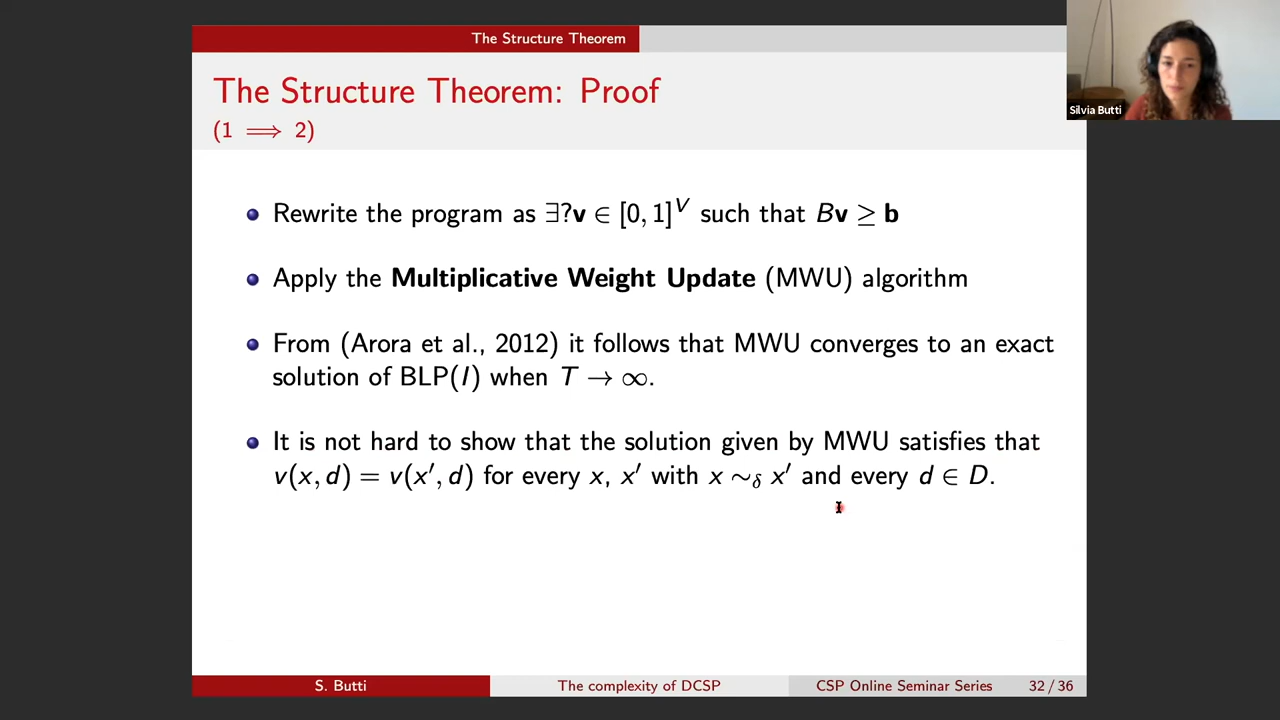 The Structure Theorem
The Structure Theorem: Proof
(1 ⟹ 2)
Rewrite the program as ∃?v ∈ [0, 1]^V such that Bv ≥ b
Apply the Multiplicative Weight Update (MWU) algorithm
From (Arora et al., 2012) it follows that MWU converges to an exact
solution of BLP(I) when T → ∞.
It is not hard to show that the solution given by MWU satisfies that
v(x, d) = v(x′, d) for every x, x′ with x ∼_δ x′ and every d ∈ D.
S. Butti
The complexity of DCSP
CSP Online Seminar Series
32 / 36
Silvia Butti